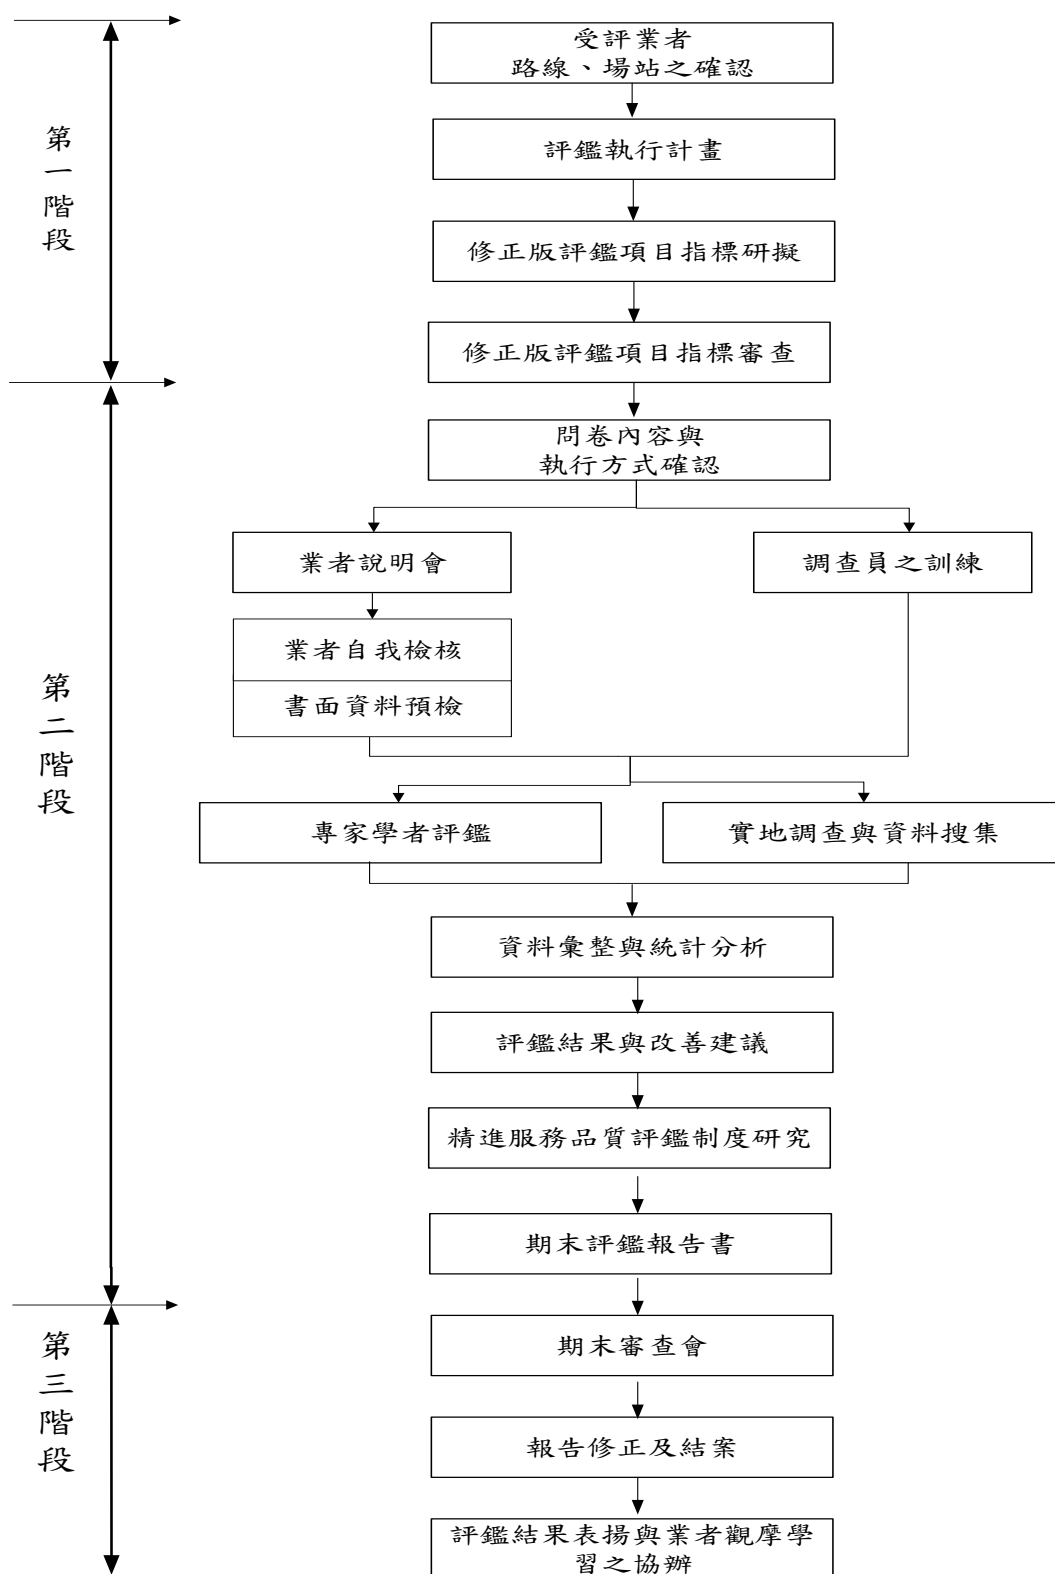 受評業者
路線、場站之確認
評鑑執行計畫
第一階段
修正版評鑑項目指標研擬
修正版評鑑項目指標審查
問卷內容與
執行方式確認
業者說明會
調查員之訓練
業者自我檢核
書面資料預檢
第二階段
專家學者評鑑
實地調查與資料搜集
資料彙整與統計分析
評鑑結果與改善建議
精進服務品質評鑑制度研究
期末評鑑報告書
期末審查會
第三階段
報告修正及結案
評鑑結果表揚與業者觀摩學
習之協辦